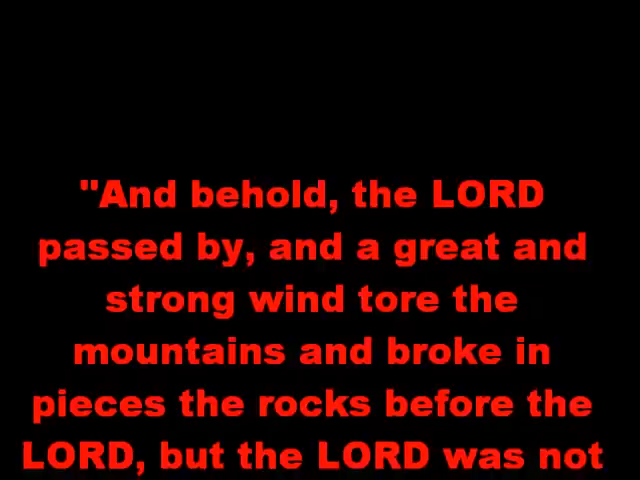 "And behold, the LORD
passed by, and a great and
strong wind tore the
mountains and broke in
pieces the rocks before the
LORD, but the LORD was not